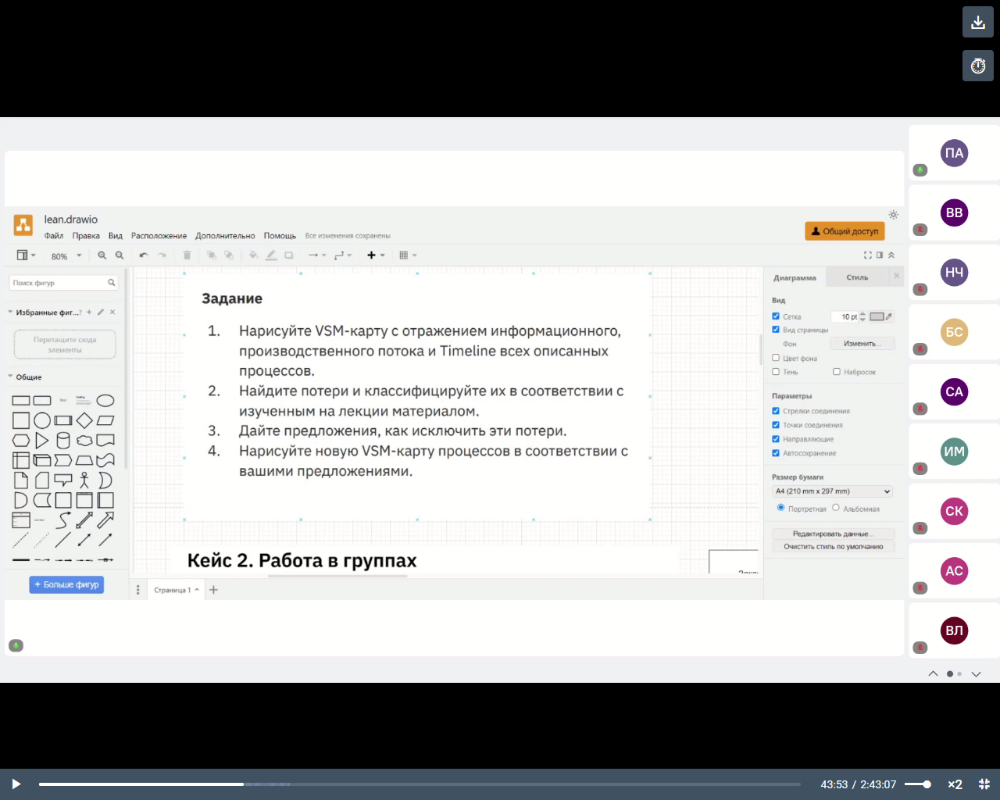 lean.drawio
Файл Правка Вид Расположение Дополнительно Помощь Все изменения сохранены
Общий доступ
80%
Поиск фигур
Избранные фиг...?
Перетащите сюда
элементы
Общие
Больше фигур
Задание
1. Нарисуйте VSM-карту с отражением информационного,
производственного потока и Timeline всех описанных
процессов.
2. Найдите потери и классифицируйте их в соответствии с
изученным на лекции материалом.
3. Дайте предложения, как исключить эти потери.
4. Нарисуйте новую VSM-карту процессов в соответствии с
вашими предложениями.
Кейс 2. Работа в группах
Страница 1
Диаграмма Стиль
Вид
Сетка 10 pt
Вид страницы
Фон Изменить...
Цвет фона
Тень Набросок
Параметры
Стрелки соединения
Точки соединения
Направляющие
Автосохранение
Размер бумаги
A4 (210 mm x 297 mm)
Портретная Альбомная
Редактировать данные...
Очистить стиль по умолчанию
ПА
ВВ
НЧ
БС
СА
ИМ
СК
АС
ВЛ
43:53 / 2:43:07 ×2